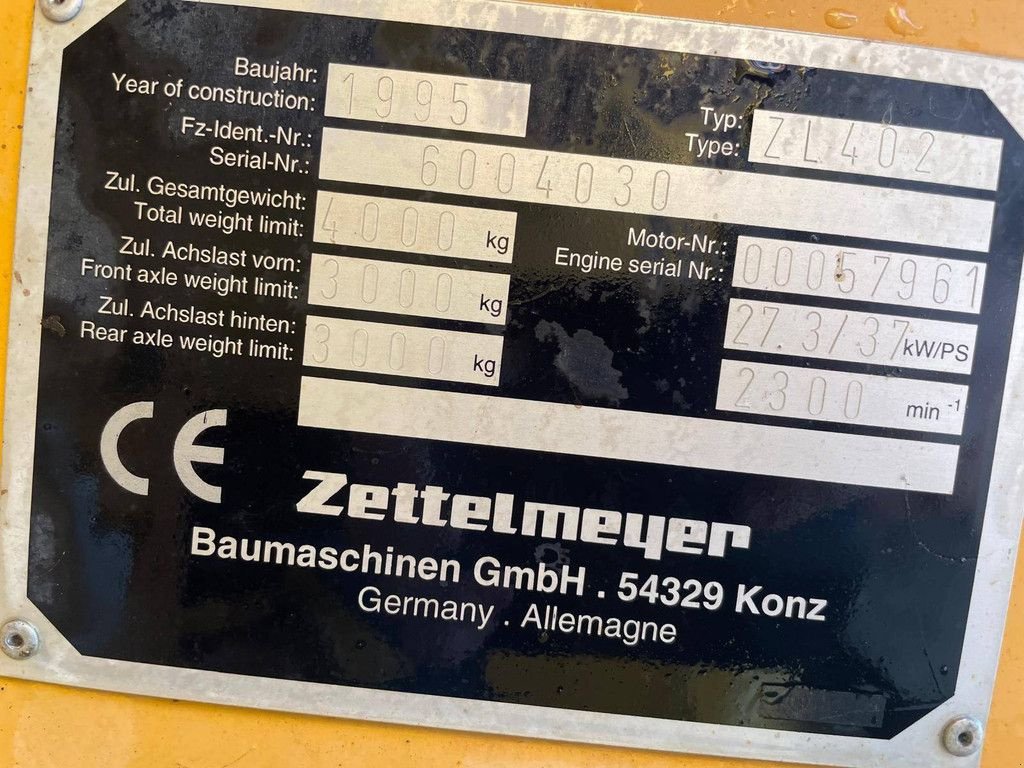 Baujahr: 1995
Year of construction:
Typ: ZL402
Type:
Fz-Ident.-Nr.: 6004030
Serial-Nr.:
Zul. Gesamtgewicht: 4000 kg
Total weight limit:
Motor-Nr.: 00057961
Engine serial Nr.:
Zul. Achslast vorn: 3000 kg
Front axle weight limit:
27.3/37 kW/PS
Zul. Achslast hinten: 3000 kg
Rear axle weight limit:
2300 min -1
CE
Zettelmeyer
Baumaschinen GmbH . 54329 Konz
Germany . Allemagne